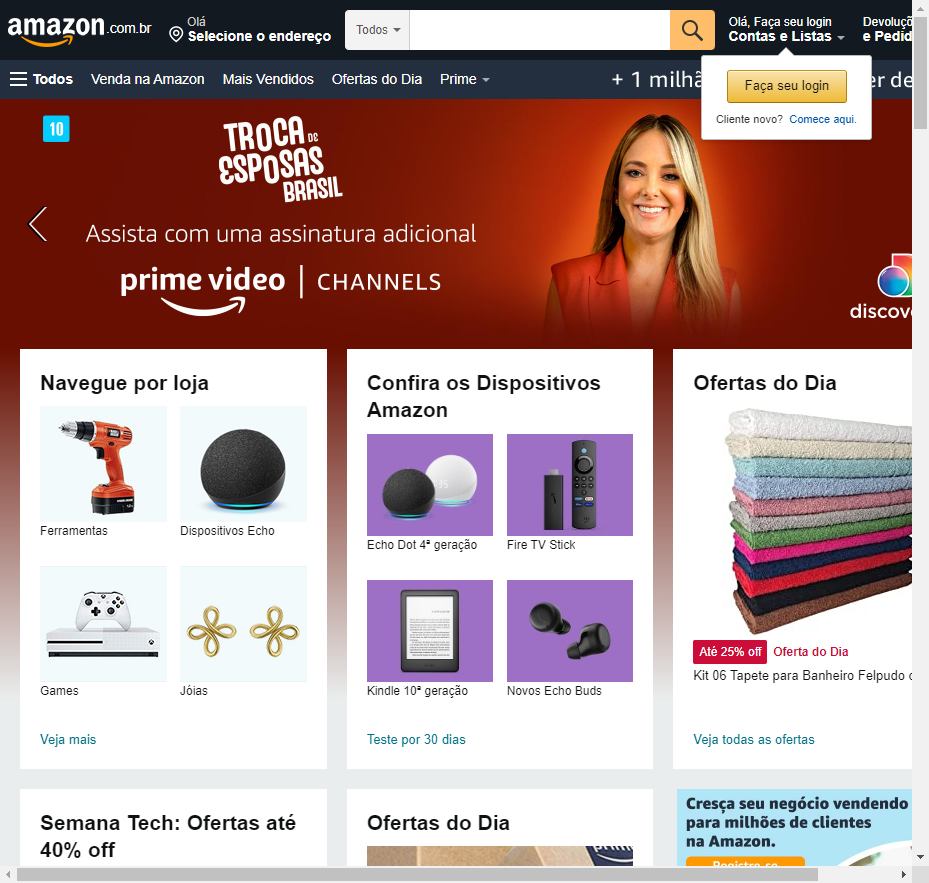 amazon.com.br
Olá
Selecione o endereço
Todos
Olá, Faça seu login
Contas e Listas
Devoluçõ
e Pedid
Todos
Venda na Amazon
Mais Vendidos
Ofertas do Dia
Prime
+ 1 milhã
er de
Faça seu login
Cliente novo? Comece aqui.
10
TROCA DE
ESPOSAS
BRASIL
Assista com uma assinatura adicional
prime video | CHANNELS
discove
Navegue por loja
Ferramentas
Dispositivos Echo
Games
Jóias
Veja mais
Confira os Dispositivos
Amazon
Echo Dot 4ª geração
Fire TV Stick
Kindle 10ª geração
Novos Echo Buds
Teste por 30 dias
Ofertas do Dia
Até 25% off
Oferta do Dia
Kit 06 Tapete para Banheiro Felpudo
Veja todas as ofertas
Semana Tech: Ofertas até
40% off
Ofertas do Dia
prime
Cresça seu negócio vendendo
para milhões de clientes
na Amazon.
Registre-se